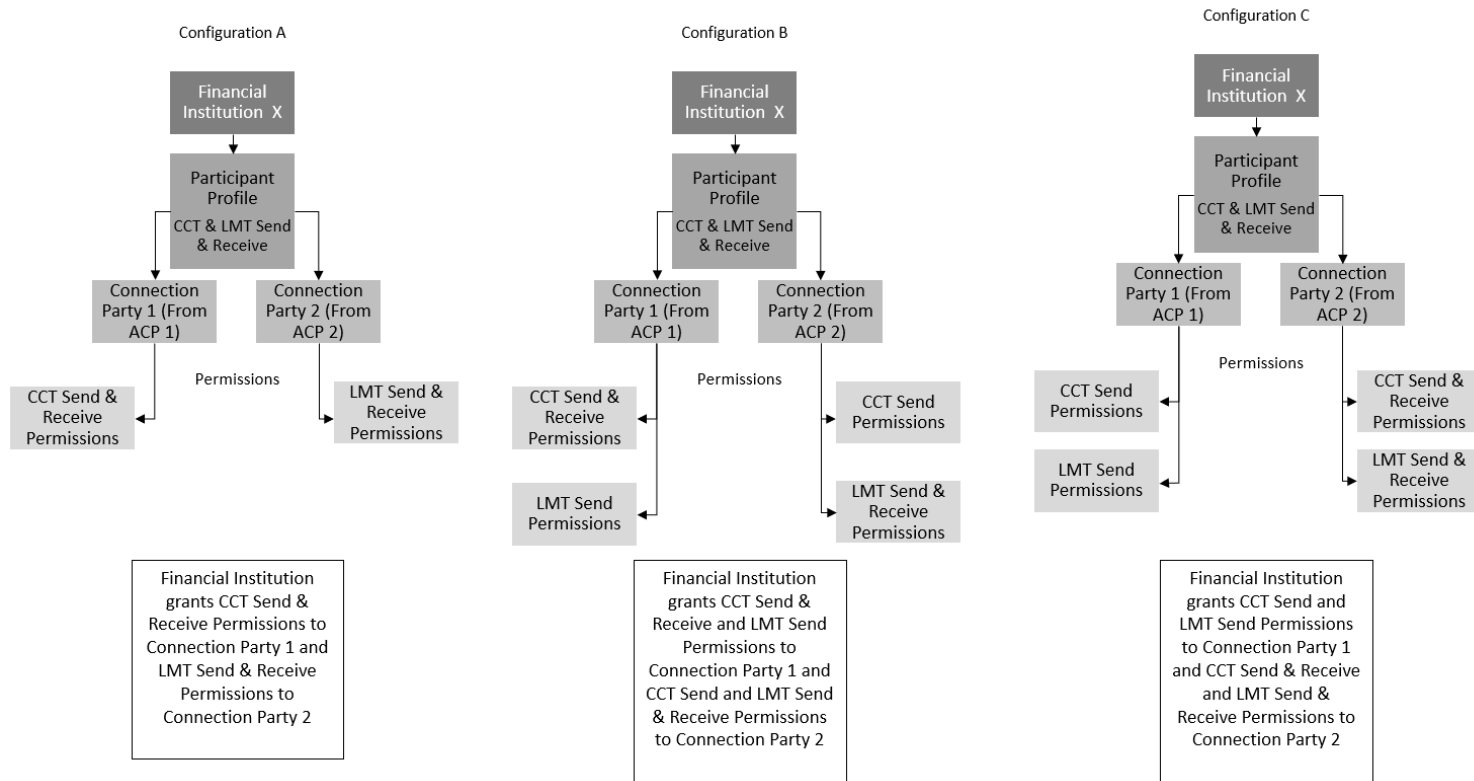 Configuration A
Financial
Institution X
Participant
Profile
CCT & LMT Send
& Receive
Connection
Party 1 (From
ACP 1)
Connection
Party 2 (From
ACP 2)
Permissions
CCT Send &
Receive
Permissions
LMT Send &
Receive
Permissions
Financial Institution
grants CCT Send &
Receive Permissions to
Connection Party 1 and
LMT Send & Receive
Permissions to
Connection Party 2
Configuration B
Financial
Institution X
Participant
Profile
CCT & LMT Send
& Receive
Connection
Party 1 (From
ACP 1)
Connection
Party 2 (From
ACP 2)
Permissions
CCT Send &
Receive
Permissions
CCT Send
Permissions
LMT Send
Permissions
LMT Send &
Receive
Permissions
Financial Institution
grants CCT Send &
Receive and LMT Send
Permissions to
Connection Party 1 and
CCT Send and LMT Send
& Receive Permissions
to Connection Party 2
Configuration C
Financial
Institution X
Participant
Profile
CCT & LMT Send
& Receive
Connection
Party 1 (From
ACP 1)
Connection
Party 2 (From
ACP 2)
Permissions
CCT Send
Permissions
CCT Send &
Receive
Permissions
LMT Send
Permissions
LMT Send &
Receive
Permissions
Financial Institution
grants CCT Send and
LMT Send Permissions
to Connection Party 1
and CCT Send & Receive
and LMT Send &
Receive Permissions to
Connection Party 2